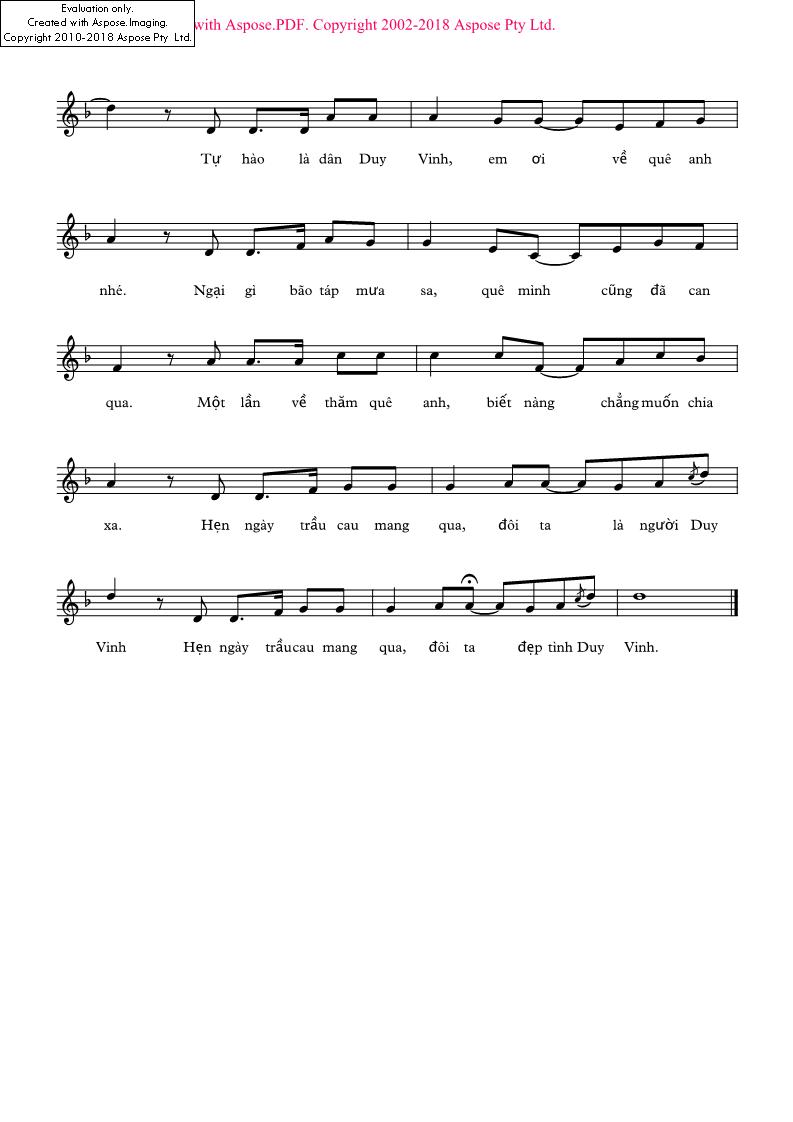 Evaluation only.
Created with Aspose.Imaging.
Copyright 2010-2018 Aspose Pty Ltd.
with Aspose.PDF. Copyright 2002-2018 Aspose Pty Ltd.
Tự hào là dân Duy Vinh, em ơi về quê anh
nhé. Ngại gì bão táp mưa sa, quê mình cũng đã can
qua. Một lần về thăm quê anh, biết nàng chẳng muốn chia
xa. Hẹn ngày trầu cau mang qua, đôi ta là người Duy
Vinh Hẹn ngày trầu cau mang qua, đôi ta đẹp tình Duy Vinh.